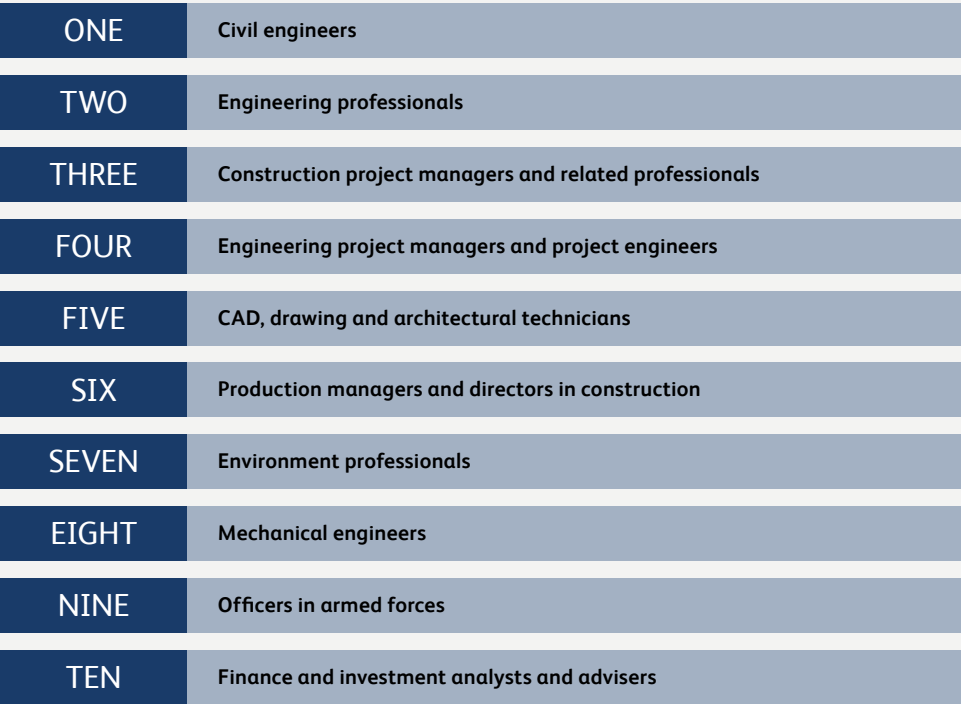 ONE Civil engineers
TWO Engineering professionals
THREE Construction project managers and related professionals
FOUR Engineering project managers and project engineers
FIVE CAD, drawing and architectural technicians
SIX Production managers and directors in construction
SEVEN Environment professionals
EIGHT Mechanical engineers
NINE Officers in armed forces
TEN Finance and investment analysts and advisers